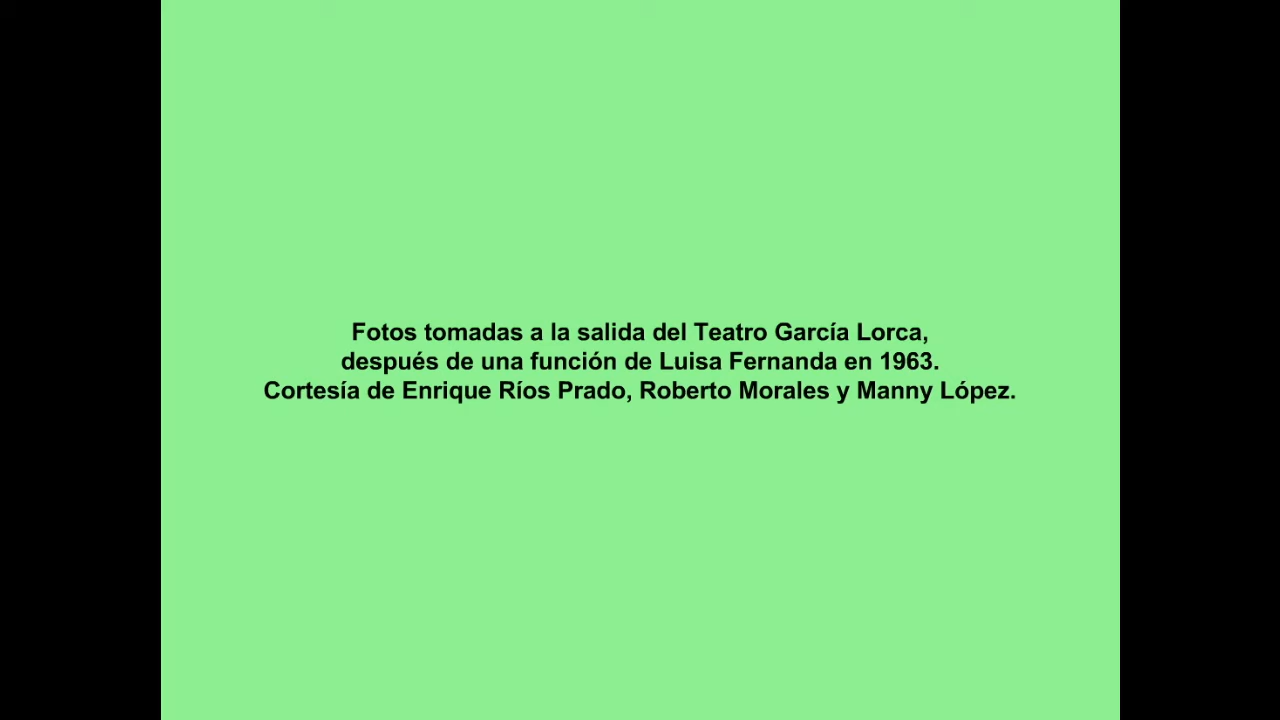 Fotos tomadas a la salida del Teatro García Lorca,
después de una función de Luisa Fernanda en 1963.
Cortesía de Enrique Ríos Prado, Roberto Morales y Manny López.